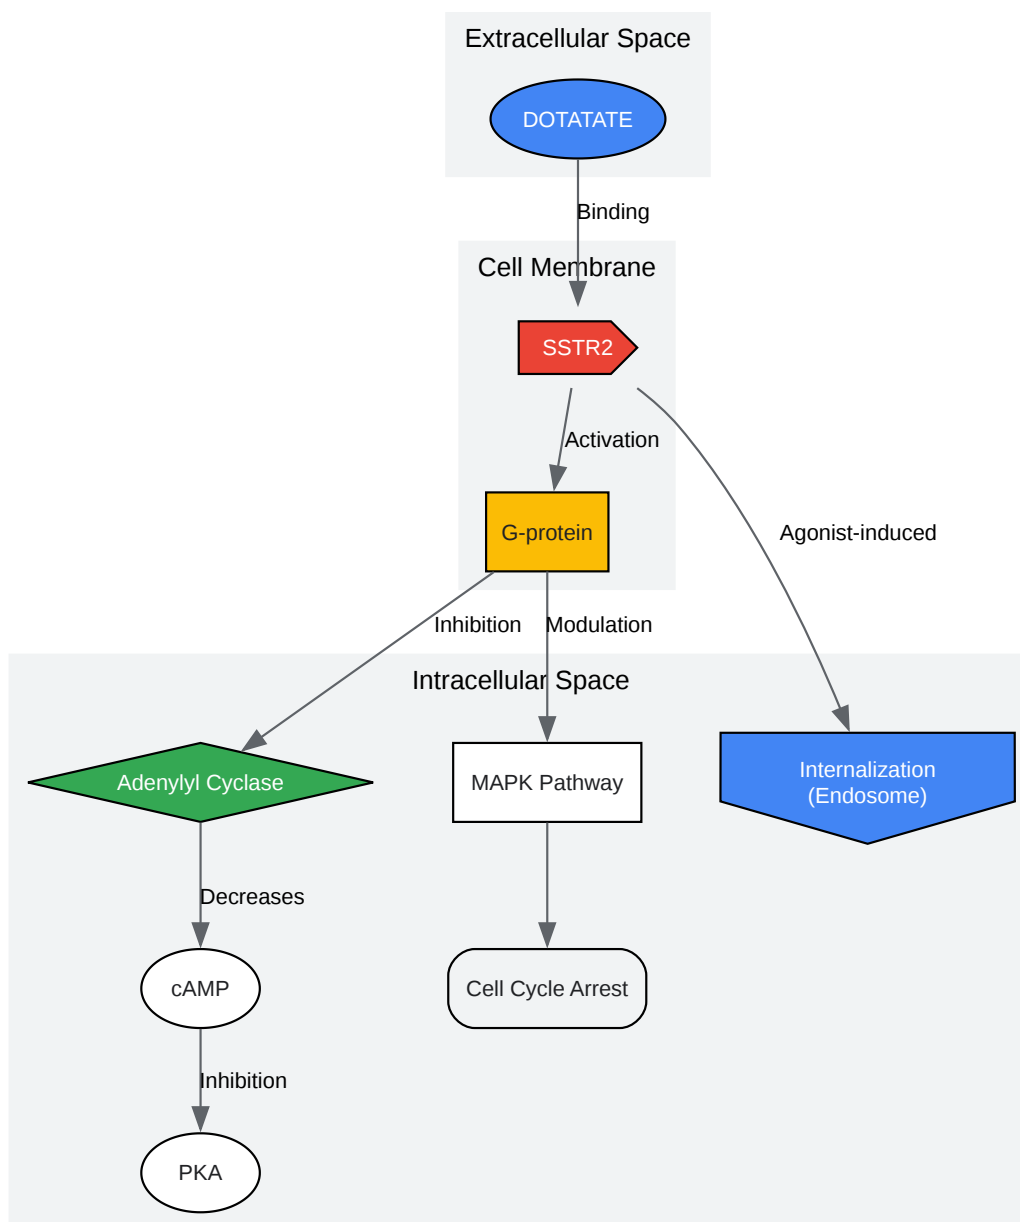 Extracellular Space
DOTATATE
Binding
Cell Membrane
SSTR2
Activation
G-protein
Agonist-induced
Inhibition
Modulation
Intracellular Space
Adenylyl Cyclase
MAPK Pathway
Internalization
(Endosome)
Decreases
cAMP
Cell Cycle Arrest
Inhibition
PKA